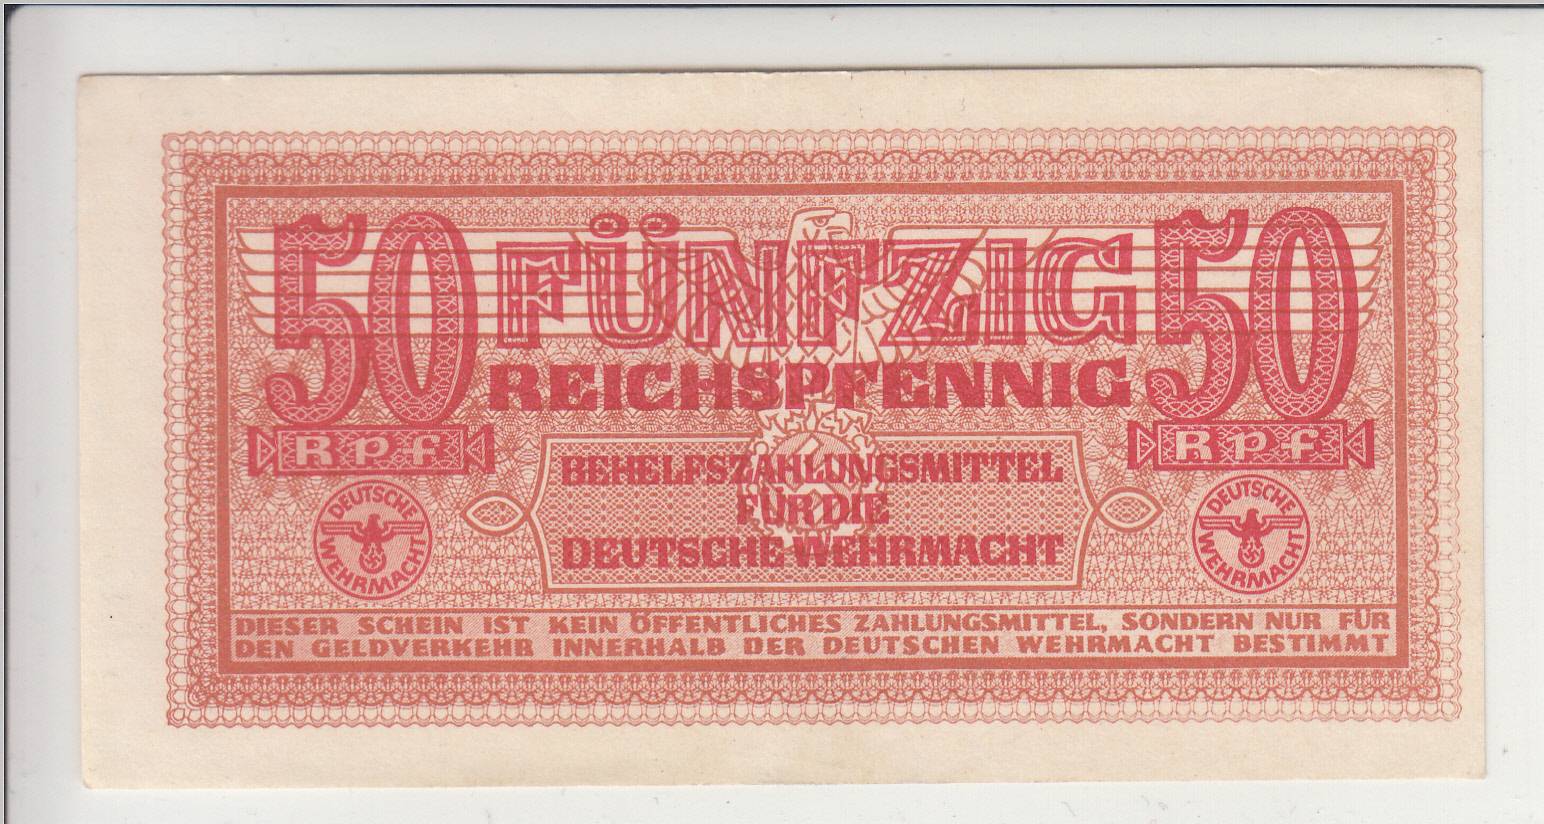 50 FÜNFZIG 50
REICHSPFENNIG
Rpf Rpf
BEHELFSZAHLUNGSMITTEL
FÜR DIE
DEUTSCHE WEHRMACHT
DEUTSCHE
WEHRMACHT
DEUTSCHE
WEHRMACHT
DIESER SCHEIN IST KEIN ÖFFENTLICHES ZAHLUNGSMITTEL, SONDERN NUR FÜR
DEN GELDVERKEHR INNERHALB DER DEUTSCHEN WEHRMACHT BESTIMMT